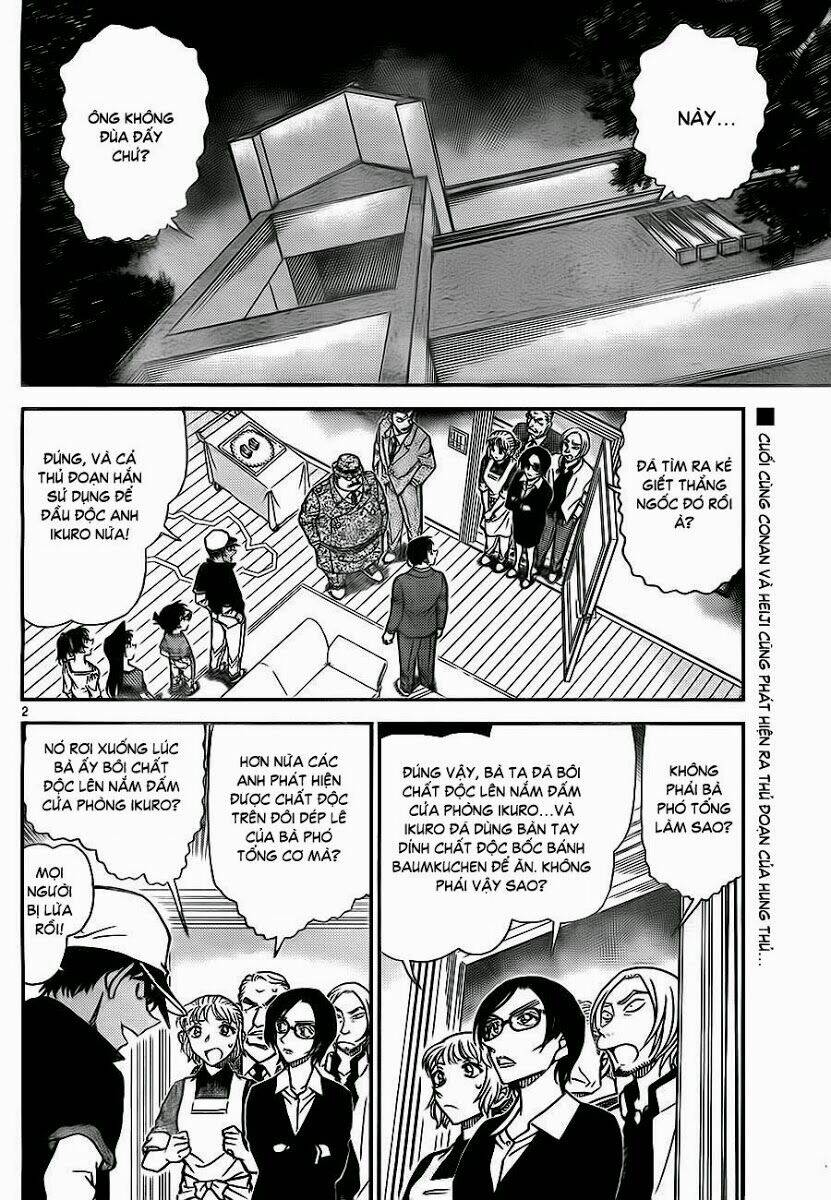 NÀY...
ÔNG KHÔNG
ĐÙA ĐẤY
CHỨ?
CUỐI CÙNG CONAN VÀ HEIJI CŨNG PHÁT HIỆN RA THỦ ĐOẠN CỦA HUNG THỦ...
ĐÃ TÌM RA KẺ
GIẾT THẰNG
NGỐC ĐÓ RỒI
À?
ĐÚNG, VÀ CẢ
THỦ ĐOẠN HẮN
SỬ DỤNG ĐỂ
ĐẦU ĐỘC ANH
IKURO NỮA!
2
KHÔNG
PHẢI BÀ
PHÓ TỔNG
LÀM SAO?
ĐÚNG VẬY, BÀ TA ĐÃ BÔI
CHẤT ĐỘC LÊN NẮM ĐẤM
CỬA PHÒNG IKURO...VÀ
IKURO ĐÃ DÙNG BÀN TAY
DÍNH CHẤT ĐỘC BỐC BÁNH
BAUMKUCHEN ĐỂ ĂN. KHÔNG
PHẢI VẬY SAO?
HƠN NỮA CÁC
ANH PHÁT HIỆN
ĐƯỢC CHẤT ĐỘC
TRÊN ĐÔI DÉP LÊ
CỦA BÀ PHÓ
TỔNG CƠ MÀ?
NÓ RƠI XUỐNG LÚC
BÀ ẤY BÔI CHẤT
ĐỘC LÊN NẮM ĐẤM
CỬA PHÒNG IKURO?
MỌI
NGƯỜI
BỊ LỪA
RỒI!